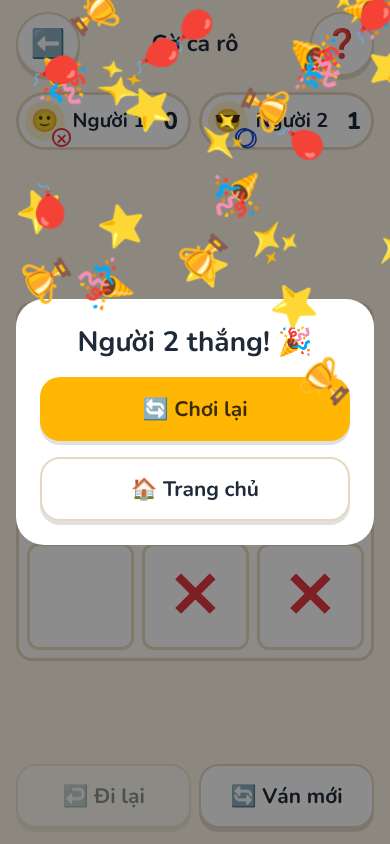 Cờ ca rô
Người 1 0
Người 2 1
Người 2 thắng!
Chơi lại
Trang chủ
Đi lại
Ván mới